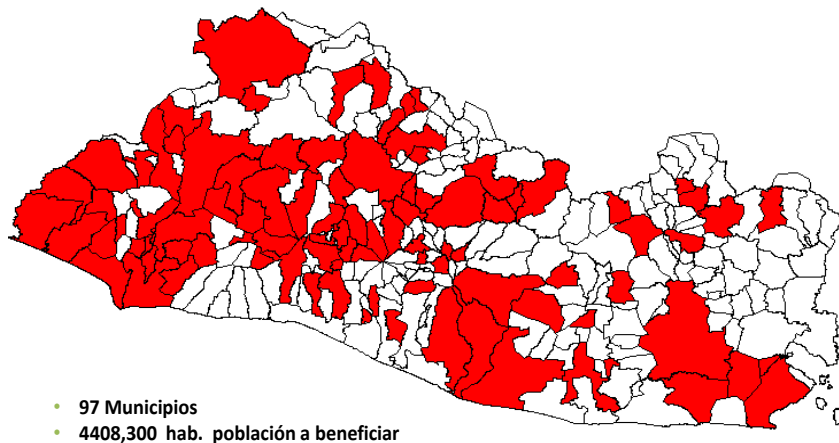 • 97 Municipios
• 4408,300 hab. población a beneficiar